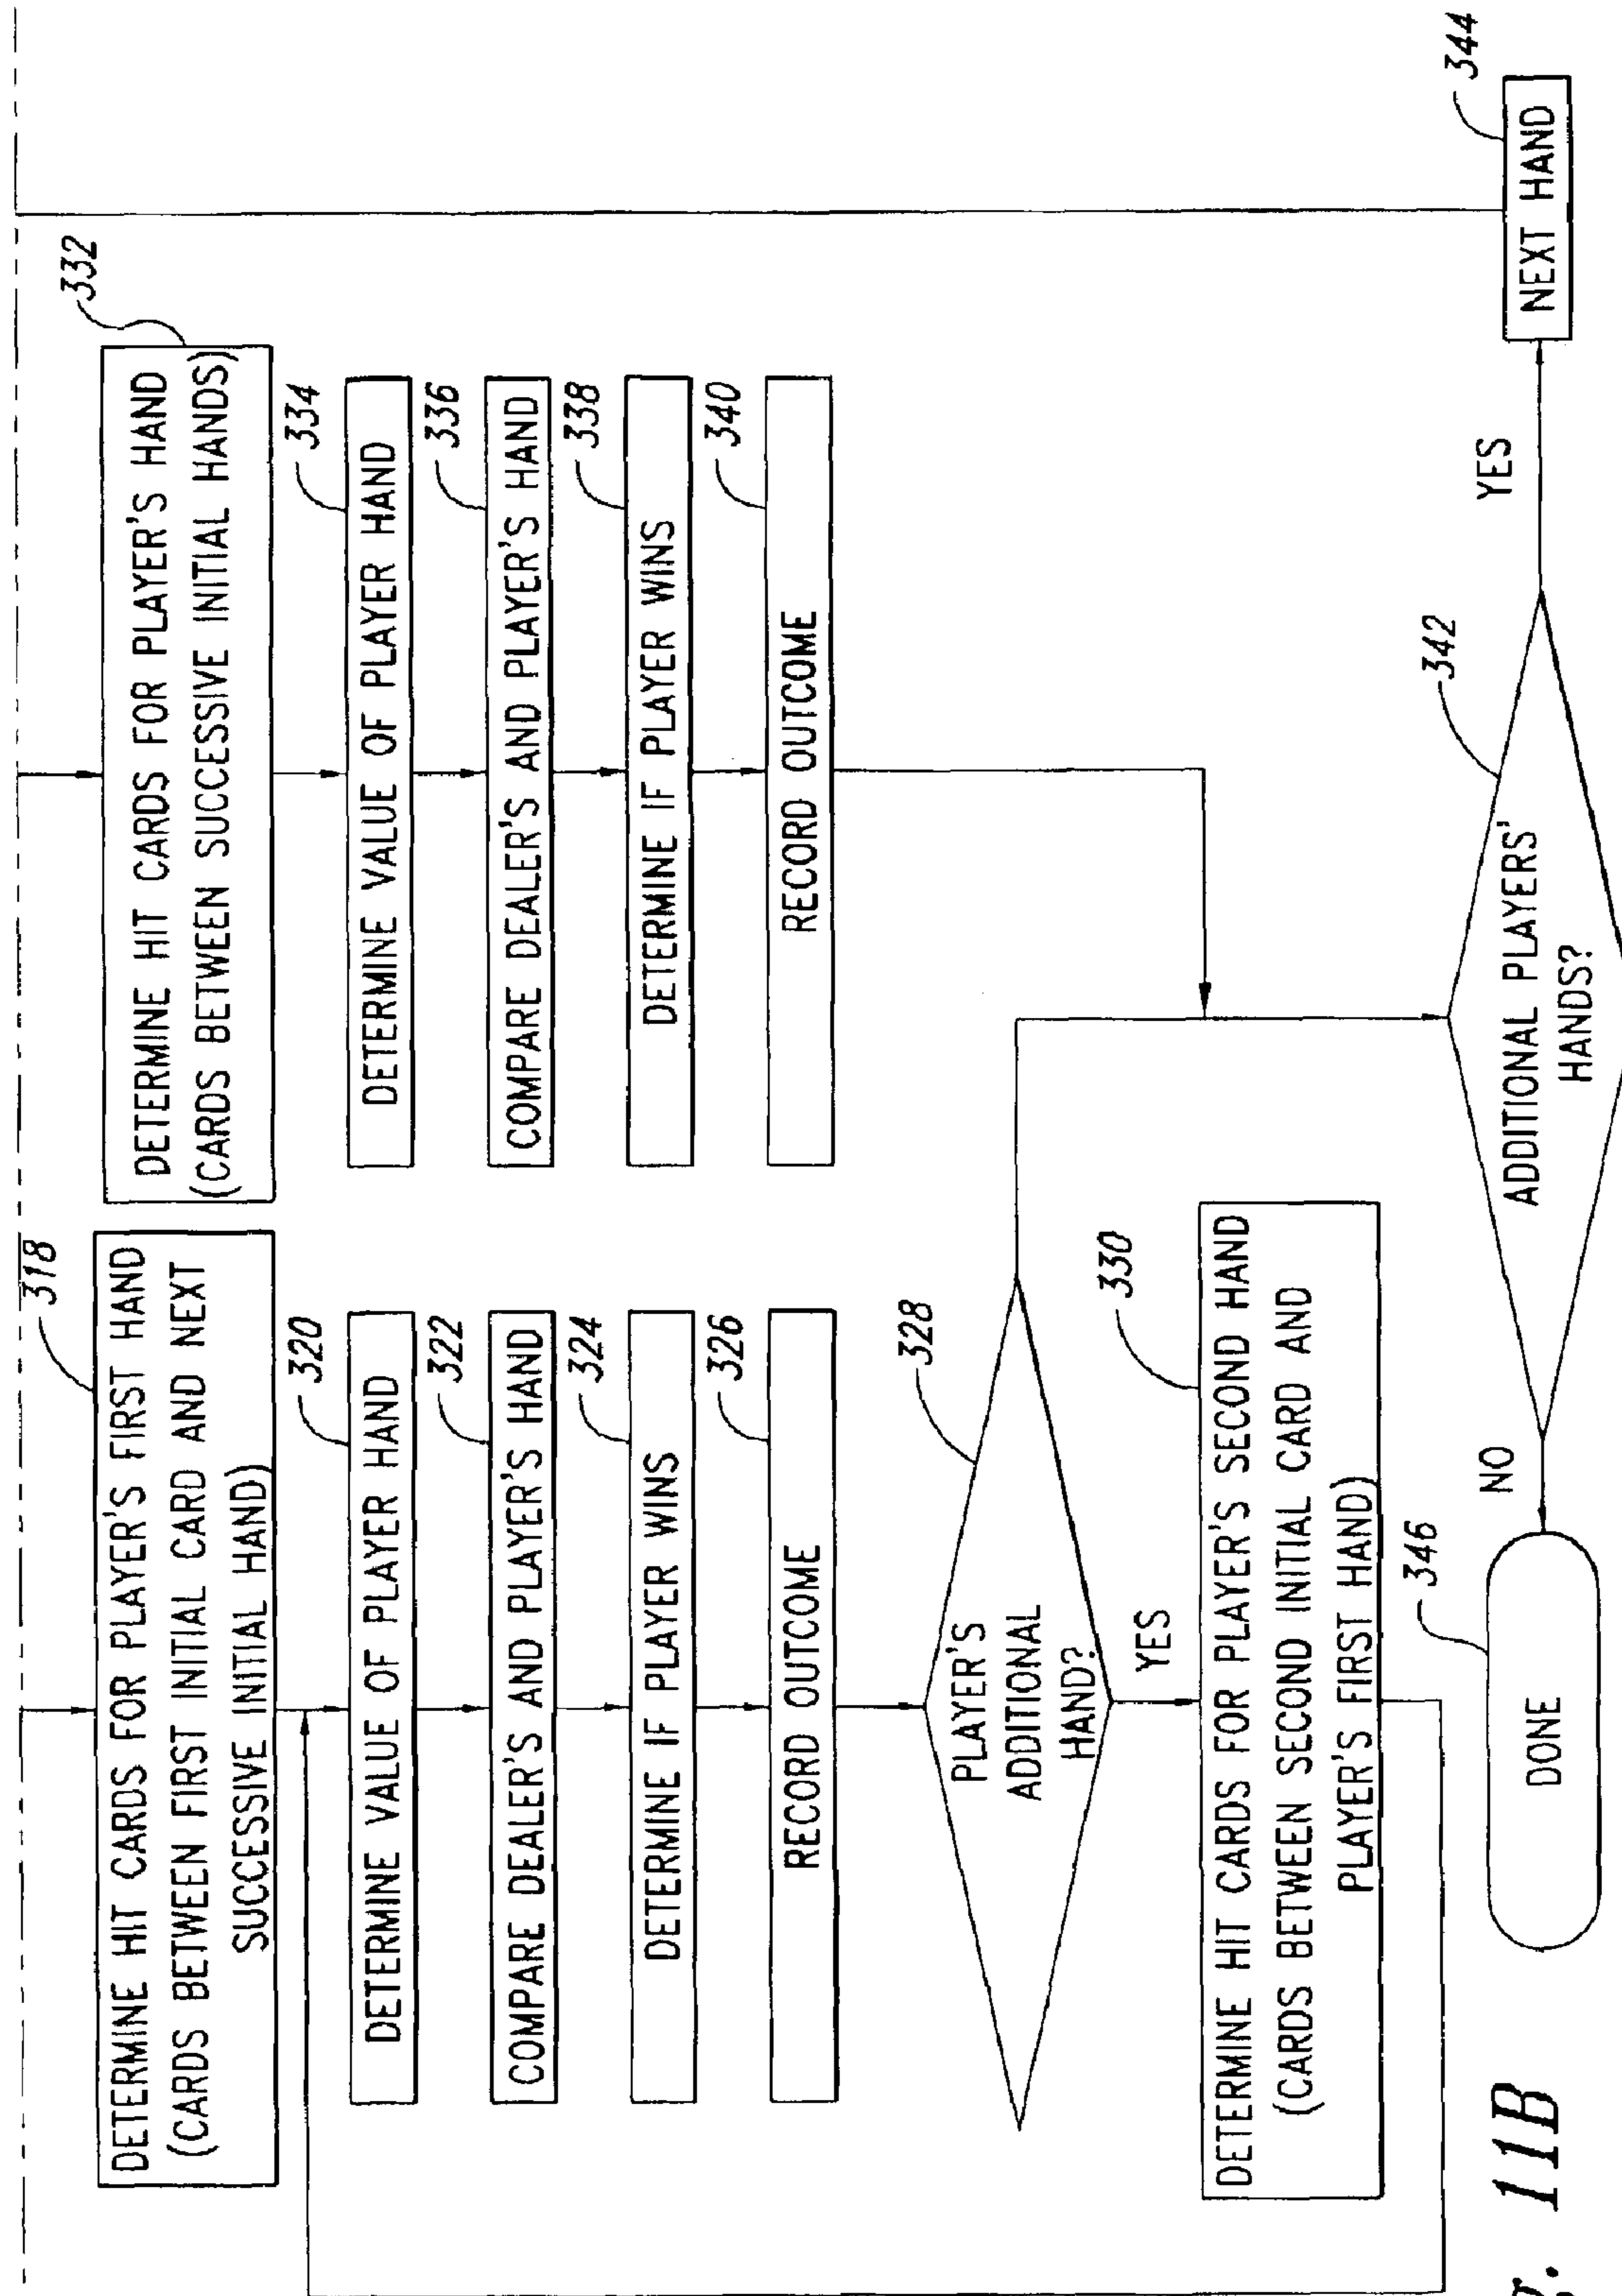 318
DETERMINE HIT CARDS FOR PLAYER'S FIRST HAND
(CARDS BETWEEN FIRST INITIAL CARD AND NEXT
SUCCESSIVE INITIAL HAND)
320
DETERMINE VALUE OF PLAYER HAND
322
COMPARE DEALER'S AND PLAYER'S HAND
324
DETERMINE IF PLAYER WINS
326
RECORD OUTCOME
328
PLAYER'S
ADDITIONAL
HAND?
YES
330
DETERMINE HIT CARDS FOR PLAYER'S SECOND HAND
(CARDS BETWEEN SECOND INITIAL CARD AND
PLAYER'S FIRST HAND)
332
DETERMINE HIT CARDS FOR PLAYER'S HAND
(CARDS BETWEEN SUCCESSIVE INITIAL HANDS)
334
DETERMINE VALUE OF PLAYER HAND
336
COMPARE DEALER'S AND PLAYER'S HAND
338
DETERMINE IF PLAYER WINS
340
RECORD OUTCOME
342
ADDITIONAL PLAYERS'
HANDS?
YES
344
NEXT HAND
NO
346
DONE
11B